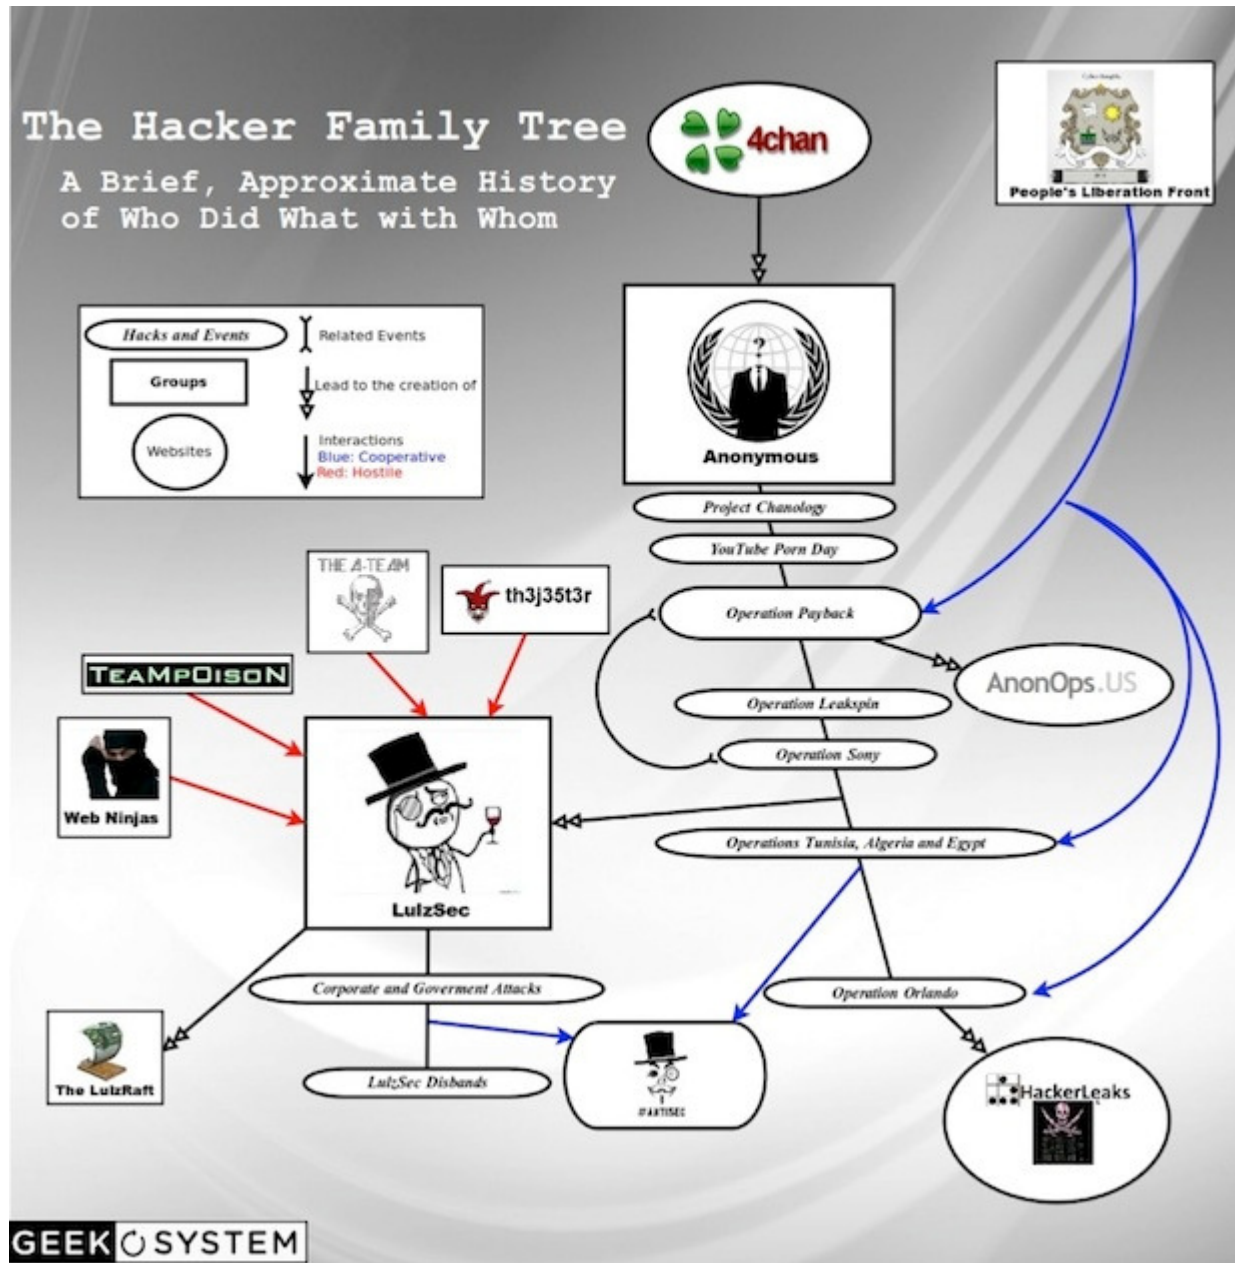 The Hacker Family Tree
A Brief, Approximate History
of Who Did What with Whom
4chan
People's Liberation Front
Hacks and Events
Related Events
Groups
Lead to the creation of
Websites
Interactions
Blue: Cooperative
Red: Hostile
?
Anonymous
Project Chanology
YouTube Porn Day
Operation Payback
AnonOps.US
Operation Leakspin
Operation Sony
Operations Tunisia, Algeria and Egypt
Operation Orlando
THE A-TEAM
th3j35t3r
TEAMP0ISON
Web Ninjas
LulzSec
Corporate and Goverment Attacks
LulzSec Disbands
The LulzRaft
#ANTISEC
HackerLeaks
GEEKOSYSTEM